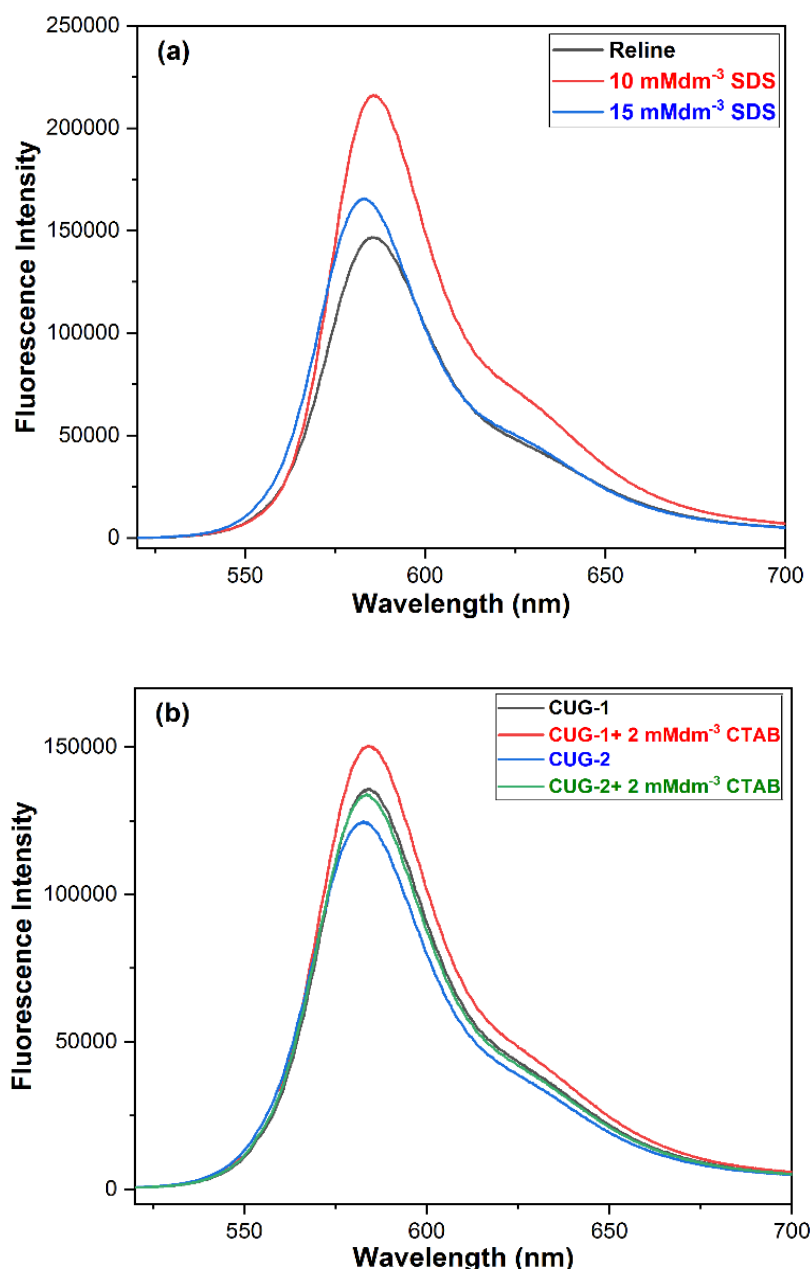 (a)
Reline
10 mMdm⁻³ SDS
15 mMdm⁻³ SDS
250000
200000
150000
100000
50000
0
Fluorescence Intensity
550
600
650
700
Wavelength (nm)
(b)
CUG-1
CUG-1+ 2 mMdm⁻³ CTAB
CUG-2
CUG-2+ 2 mMdm⁻³ CTAB
150000
100000
50000
0
Fluorescence Intensity
550
600
650
700
Wavelength (nm)